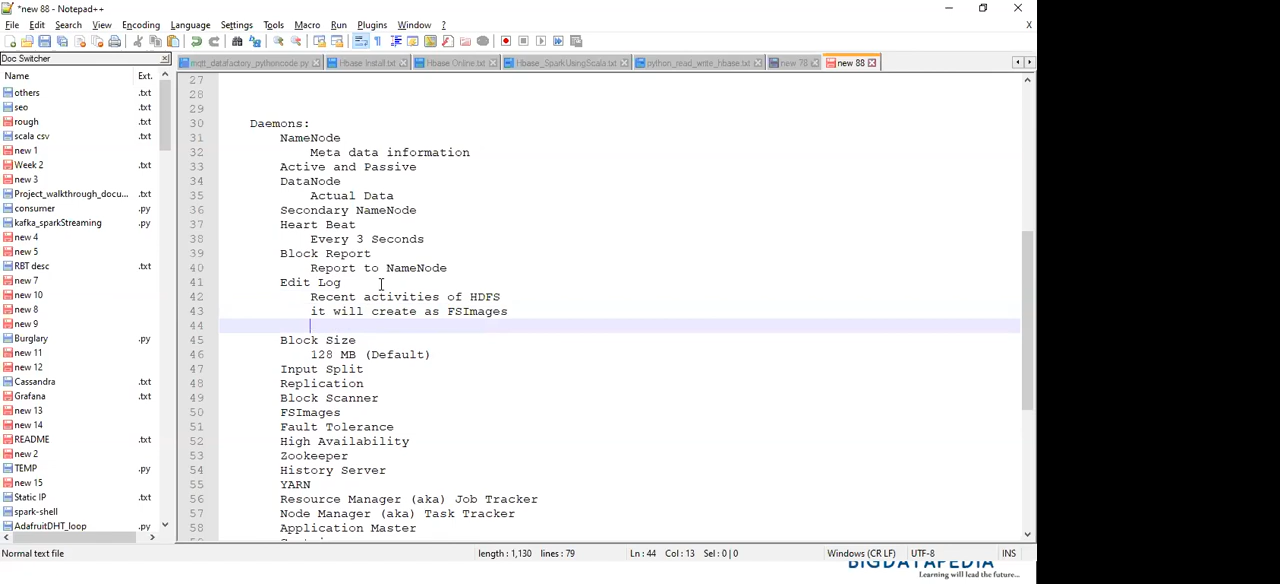 *new 88 - Notepad++
File Edit Search View Encoding Language Settings Tools Macro Run Plugins Window ? X
Doc Switcher
mqtt_datafactory_pythoncode.py Hbase Install.txt Hbase Online.txt Hbase_SparkUsingScala.txt python_read_write_hbase.txt new 78 new 88
Name Ext.
others .txt
seo .txt
rough .txt
scala csv .txt
new 1
Week 2 .txt
new 3
Project_walkthrough_docu... .txt
consumer .py
kafka_sparkStreaming .py
new 4
new 5
RBT desc .txt
new 7
new 10
new 8
new 9
Burglary .py
new 11
new 12
Cassandra .txt
Grafana .txt
new 13
new 14
README .txt
new 2
TEMP .py
new 15
Static IP .txt
spark-shell
AdafruitDHT_loop .py
27
28
29
30 Daemons:
31 NameNode
32 Meta data information
33 Active and Passive
34 DataNode
35 Actual Data
36 Secondary NameNode
37 Heart Beat
38 Every 3 Seconds
39 Block Report
40 Report to NameNode
41 Edit Log
42 Recent activities of HDFS
43 it will create as FSImages
44
45 Block Size
46 128 MB (Default)
47 Input Split
48 Replication
49 Block Scanner
50 FSImages
51 Fault Tolerance
52 High Availability
53 Zookeeper
54 History Server
55 YARN
56 Resource Manager (aka) Job Tracker
57 Node Manager (aka) Task Tracker
58 Application Master
Normal text file length : 1,130 lines : 79 Ln : 44 Col : 13 Sel : 0 | 0 Windows (CR LF) UTF-8 INS
BIGDATAPEDIA
Learning will lead the future...